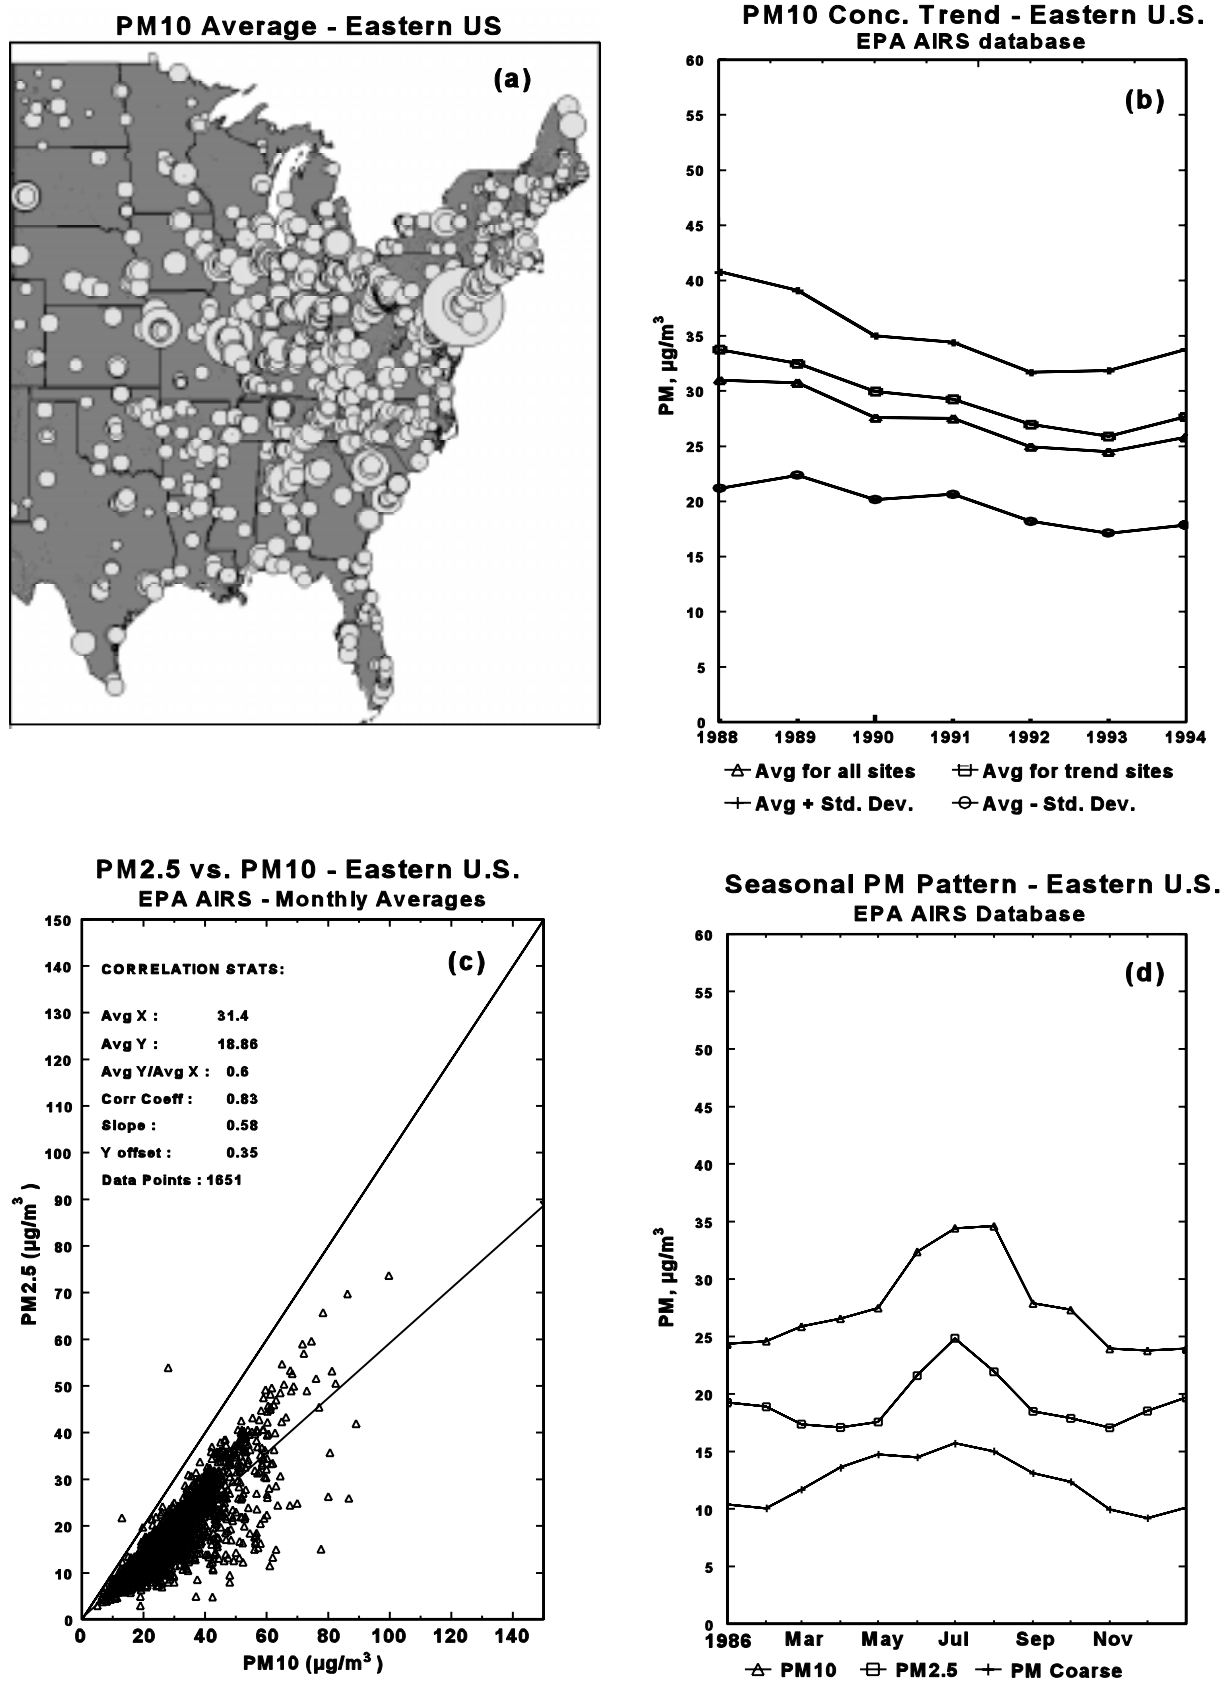 PM10 Average - Eastern US
(a)
PM10 Conc. Trend - Eastern U.S.
EPA AIRS database
(b)
60
55
50
45
40
35
30
25
20
15
10
5
0
PM, µg/m³
1988 1989 1990 1991 1992 1993 1994
Avg for all sites Avg for trend sites
Avg + Std. Dev. Avg - Std. Dev.
PM2.5 vs. PM10 - Eastern U.S.
EPA AIRS - Monthly Averages
(c)
CORRELATION STATS:
Avg X : 31.4
Avg Y : 18.86
Avg Y/Avg X : 0.6
Corr Coeff : 0.83
Slope : 0.58
Y offset : 0.35
Data Points : 1651
150
140
130
120
110
100
90
80
70
60
50
40
30
20
10
0
PM2.5 (µg/m³ )
0 20 40 60 80 100 120 140
PM10 (µg/m³ )
Seasonal PM Pattern - Eastern U.S.
EPA AIRS Database
(d)
60
55
50
45
40
35
30
25
20
15
10
5
0
PM, µg/m³
1986 Mar May Jul Sep Nov
PM10 PM2.5 PM Coarse